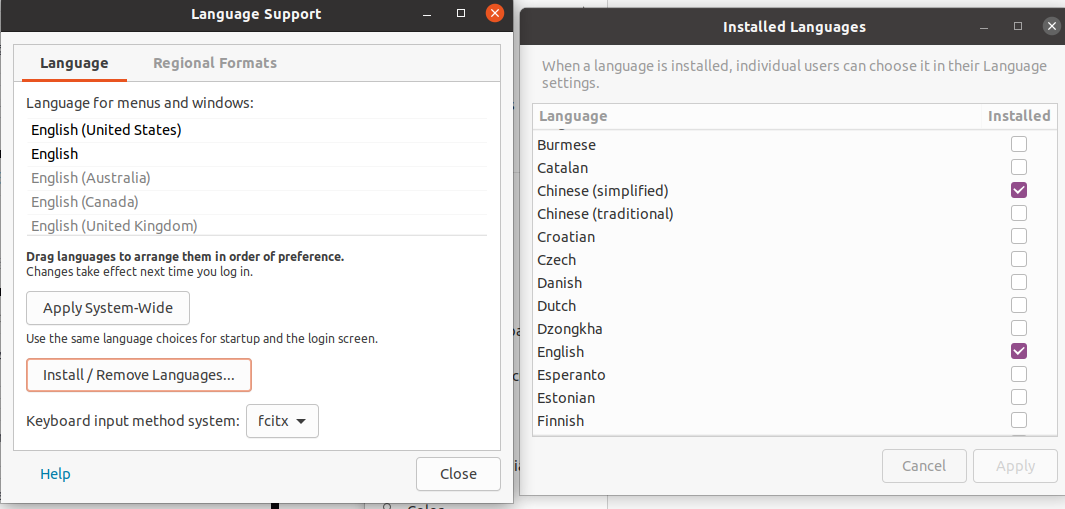 Language Support
Language
Regional Formats
Language for menus and windows:
English (United States)
English
English (Australia)
English (Canada)
English (United Kingdom)
Drag languages to arrange them in order of preference.
Changes take effect next time you log in.
Apply System-Wide
Use the same language choices for startup and the login screen.
Install / Remove Languages...
Keyboard input method system:
fcitx
Help
Close
Installed Languages
When a language is installed, individual users can choose it in their Language
settings.
Language
Installed
Burmese
Catalan
Chinese (simplified)
Chinese (traditional)
Croatian
Czech
Danish
Dutch
Dzongkha
English
Esperanto
Estonian
Finnish
Cancel
Apply